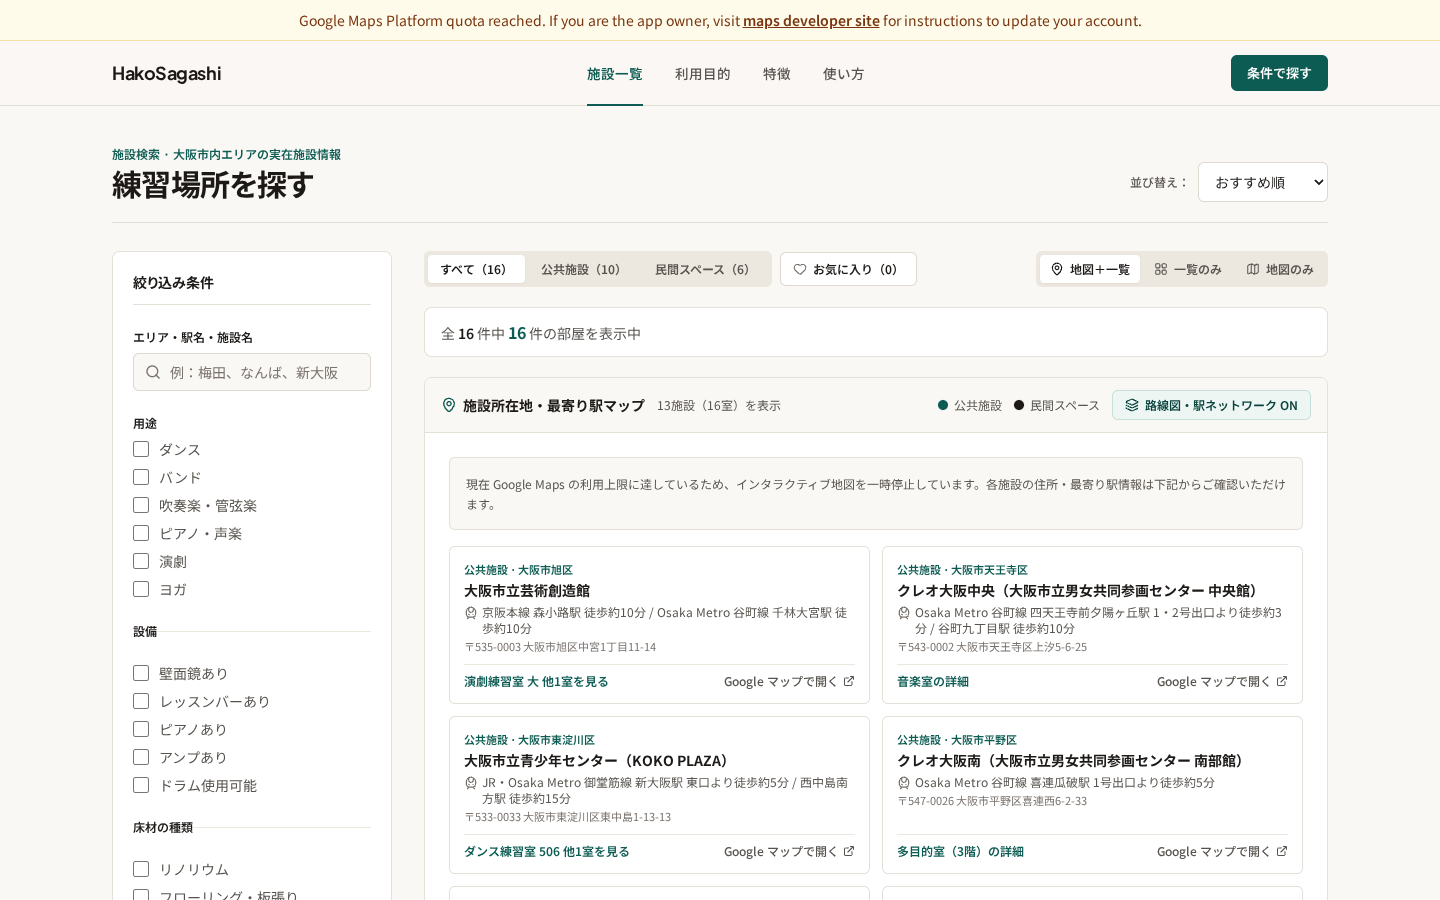 Google Maps Platform quota reached. If you are the app owner, visit maps developer site for instructions to update your account.
HakoSagashi
施設一覧
利用目的
特徴
使い方
条件で探す
施設検索・大阪市内エリアの実在施設情報
練習場所を探す
並び替え：
おすすめ順
絞り込み条件
エリア・駅名・施設名
例：梅田、なんば、新大阪
用途
ダンス
バンド
吹奏楽・管弦楽
ピアノ・声楽
演劇
ヨガ
設備
壁面鏡あり
レッスンバーあり
ピアノあり
アンプあり
ドラム使用可能
床材の種類
リノリウム
フローリング・板張り
すべて（16）
公共施設（10）
民間スペース（6）
お気に入り（0）
地図＋一覧
一覧のみ
地図のみ
全 16 件中 16 件の部屋を表示中
施設所在地・最寄り駅マップ
13施設（16室）を表示
公共施設
民間スペース
路線図・駅ネットワーク ON
現在 Google Maps の利用上限に達しているため、インタラクティブ地図を一時停止しています。各施設の住所・最寄り駅情報は下記からご確認いただけ
ます。
公共施設・大阪市旭区
大阪市立芸術創造館
京阪本線 森小路駅 徒歩約10分 / Osaka Metro 谷町線 千林大宮駅 徒
歩約10分
〒535-0003 大阪市旭区中宮1丁目11-14
演劇練習室 大 他1室を見る
Google マップで開く
公共施設・大阪市天王寺区
クレオ大阪中央（大阪市立男女共同参画センター 中央館）
Osaka Metro 谷町線 四天王寺前夕陽ヶ丘駅 1・2号出口より徒歩約3
分 / 谷町九丁目駅 徒歩約10分
〒543-0002 大阪市天王寺区上汐5-6-25
音楽室の詳細
Google マップで開く
公共施設・大阪市東淀川区
大阪市立青少年センター（KOKO PLAZA）
JR・Osaka Metro 御堂筋線 新大阪駅 東口より徒歩約5分 / 西中島南
方駅 徒歩約15分
〒533-0033 大阪市東淀川区東中島1-13-13
ダンス練習室 506 他1室を見る
Google マップで開く
公共施設・大阪市平野区
クレオ大阪南（大阪市立男女共同参画センター 南部館）
Osaka Metro 谷町線 喜連瓜破駅 1号出口より徒歩約5分
〒547-0026 大阪市平野区喜連西6-2-33
多目的室（3階）の詳細
Google マップで開く